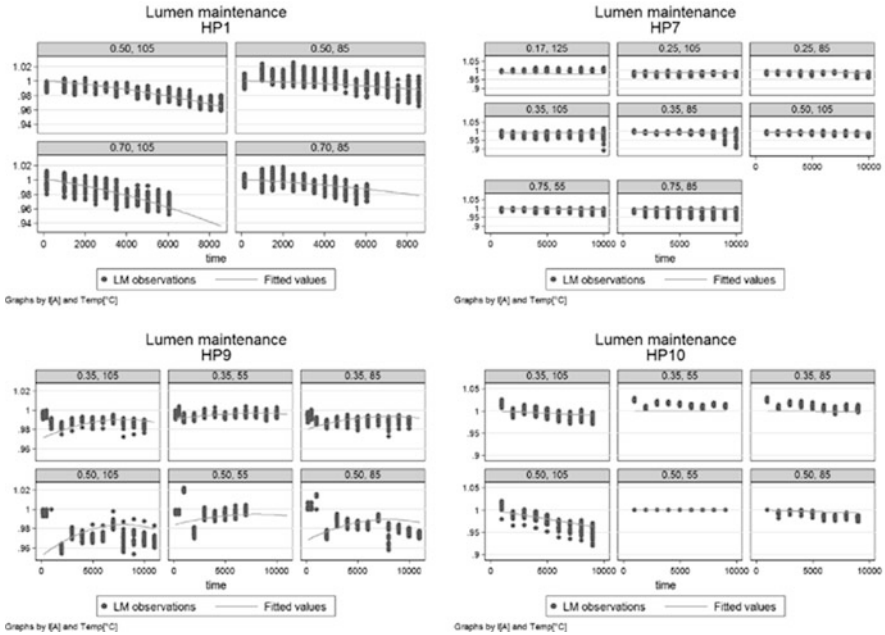 Lumen maintenance
HP1
0.50, 105
0.50, 85
1.02
1
.98
.96
.94
0.70, 105
0.70, 85
1.02
1
.98
.96
.94
0 2000 4000 6000 8000
0 2000 4000 6000 8000
time
LM observations
Fitted values
Graphs by I[A] and Temp[°C]
Lumen maintenance
HP7
0.17, 125
0.25, 105
0.25, 85
1.05
1
.95
.9
0.35, 105
0.35, 85
0.50, 105
1.05
1
.95
.9
0 5000 10000
0.75, 55
0.75, 85
1.05
1
.95
.9
0 5000 10000
0 5000 10000
time
LM observations
Fitted values
Graphs by I[A] and Temp[°C]
Lumen maintenance
HP9
0.35, 105
0.35, 55
0.35, 85
1.02
1
.98
.96
0.50, 105
0.50, 55
0.50, 85
1.02
1
.98
.96
0 5000 10000
0 5000 10000
0 5000 10000
time
LM observations
Fitted values
Graphs by I[A] and Temp[°C]
Lumen maintenance
HP10
0.35, 105
0.35, 55
0.35, 85
1.05
1
.95
.9
0.50, 105
0.50, 55
0.50, 85
1.05
1
.95
.9
0 5000 10000
0 5000 10000
0 5000 10000
time
LM observations
Fitted values
Graphs by I[A] and Temp[°C]